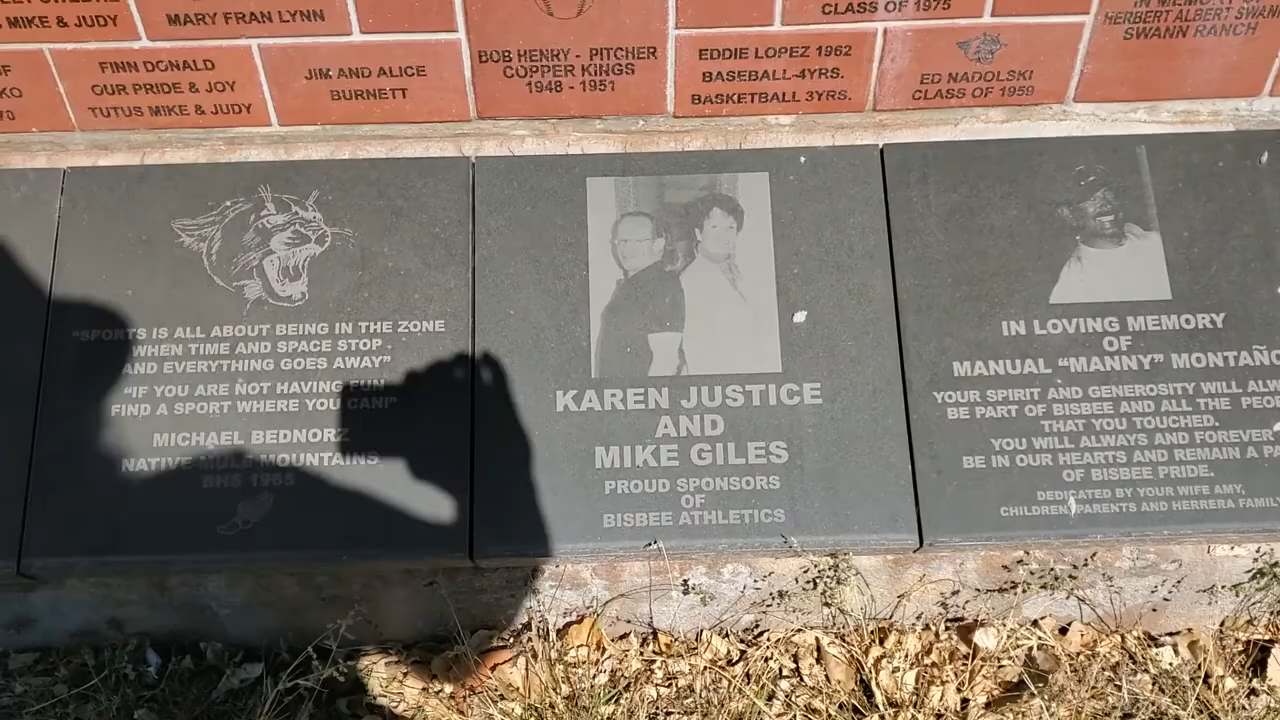 MIKE & JUDY
MARY FRAN LYNN
CLASS OF 1975
HERBERT ALBERT SWANN
SWANN RANCH
FINN DONALD
OUR PRIDE & JOY
TUTUS MIKE & JUDY
JIM AND ALICE
BURNETT
BOB HENRY - PITCHER
COPPER KINGS
1948 - 1951
EDDIE LOPEZ 1962
BASEBALL-4YRS.
BASKETBALL 3YRS.
ED NADOLSKI
CLASS OF 1959
"SPORTS IS ALL ABOUT BEING IN THE ZONE
WHEN TIME AND SPACE STOP
AND EVERYTHING GOES AWAY"
"IF YOU ARE NOT HAVING FUN
FIND A SPORT WHERE YOU CAN!"
MICHAEL BEDNORZ
NATIVE MULE MOUNTAINS
BHS 1965
KAREN JUSTICE
AND
MIKE GILES
PROUD SPONSORS
OF
BISBEE ATHLETICS
IN LOVING MEMORY
OF
MANUAL "MANNY" MONTAÑO
YOUR SPIRIT AND GENEROSITY WILL
BE PART OF BISBEE AND ALL THE
THAT YOU TOUCHED.
YOU WILL ALWAYS AND FOREVER
BE IN OUR HEARTS AND REMAIN A
OF BISBEE PRIDE.
DEDICATED BY YOUR WIFE AMY,
CHILDREN, PARENTS AND HERRERA FAMILY